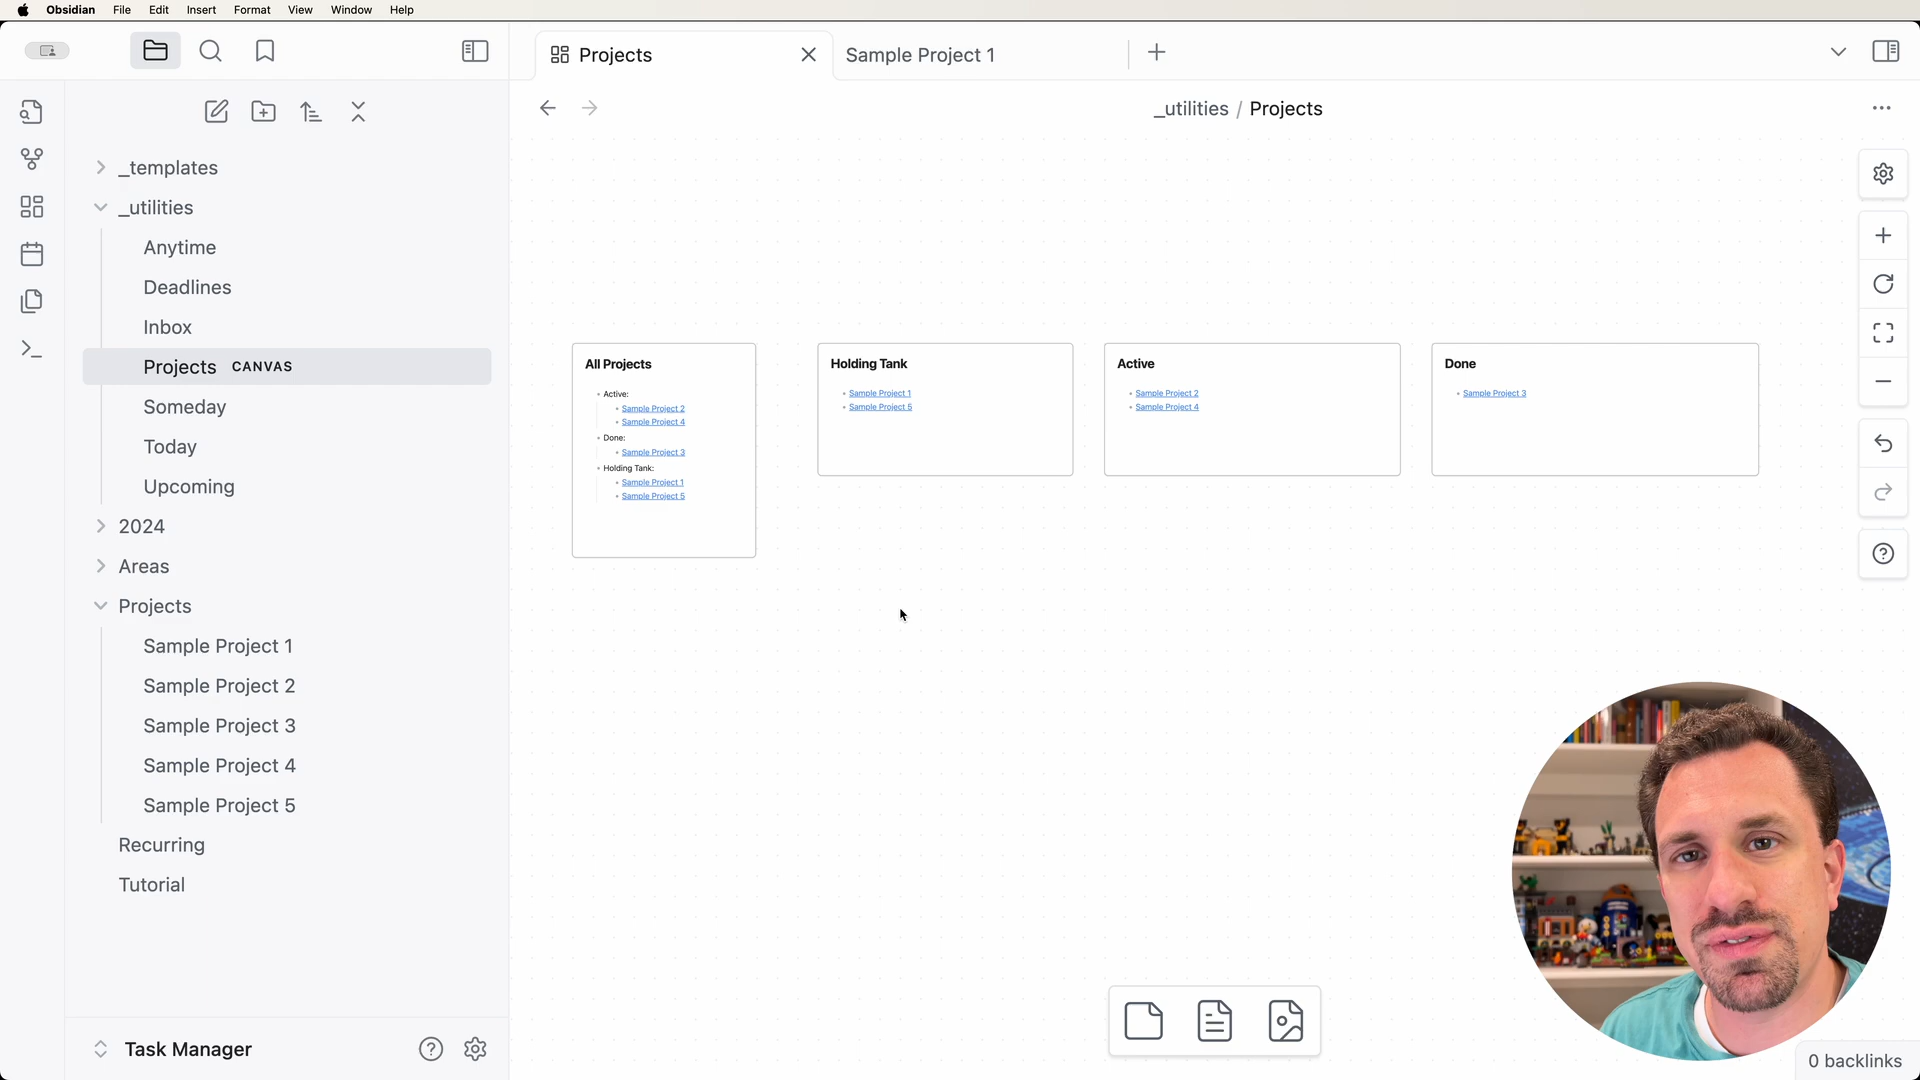 Obsidian File Edit Insert Format View Window Help
Projects Sample Project 1
_utilities / Projects
_templates
_utilities
Anytime
Deadlines
Inbox
Projects CANVAS
Someday
Today
Upcoming
2024
Areas
Projects
Sample Project 1
Sample Project 2
Sample Project 3
Sample Project 4
Sample Project 5
Recurring
Tutorial
Task Manager
All Projects
Active:
Sample Project 2
Sample Project 4
Done:
Sample Project 3
Holding Tank:
Sample Project 1
Sample Project 5
Holding Tank
Sample Project 1
Sample Project 5
Active
Sample Project 2
Sample Project 4
Done
Sample Project 3
0 backlinks